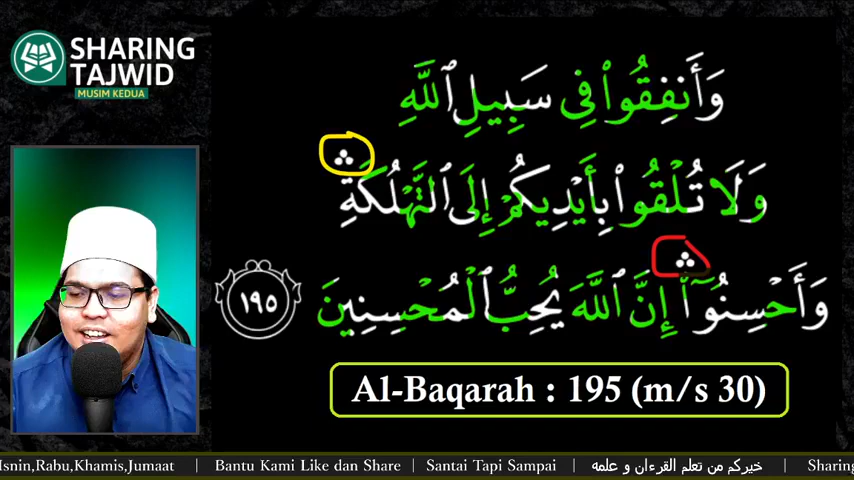 SHARING
TAJWID
MUSIM KEDUA
وَأَنفِقُوا۟ فِى سَبِيلِ ٱللَّهِ
وَلَا تُلْقُوا۟ بِأَيْدِيكُمْ إِلَى ٱلتَّهْلُكَةِ ۛ
وَأَحْسِنُوٓا۟ ۛ إِنَّ ٱللَّهَ يُحِبُّ ٱلْمُحْسِنِينَ ١٩٥
Al-Baqarah : 195 (m/s 30)
Isnin,Rabu,Khamis,Jumaat | Bantu Kami Like dan Share | Santai Tapi Sampai | خيركم من تعلم القرءان و علمه | Sharing